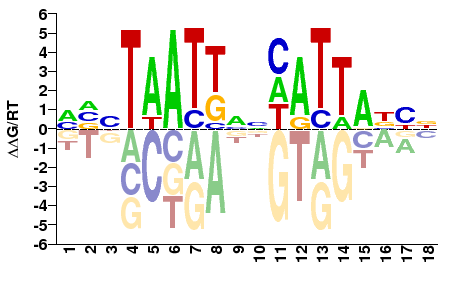 ΔΔG/RT
6
5
4
3
2
1
0
-1
-2
-3
-4
-5
-6
A C
A C G
C
T
A T
A
T C
T G C
C A T
A G
T C
T A
A
T G
C
T
T G
G
A C G
C
C G T
A G
A
G
T
A G
G
C T
A
A
C
1 2 3 4 5 6 7 8 9 10 11 12 13 14 15 16 17 18